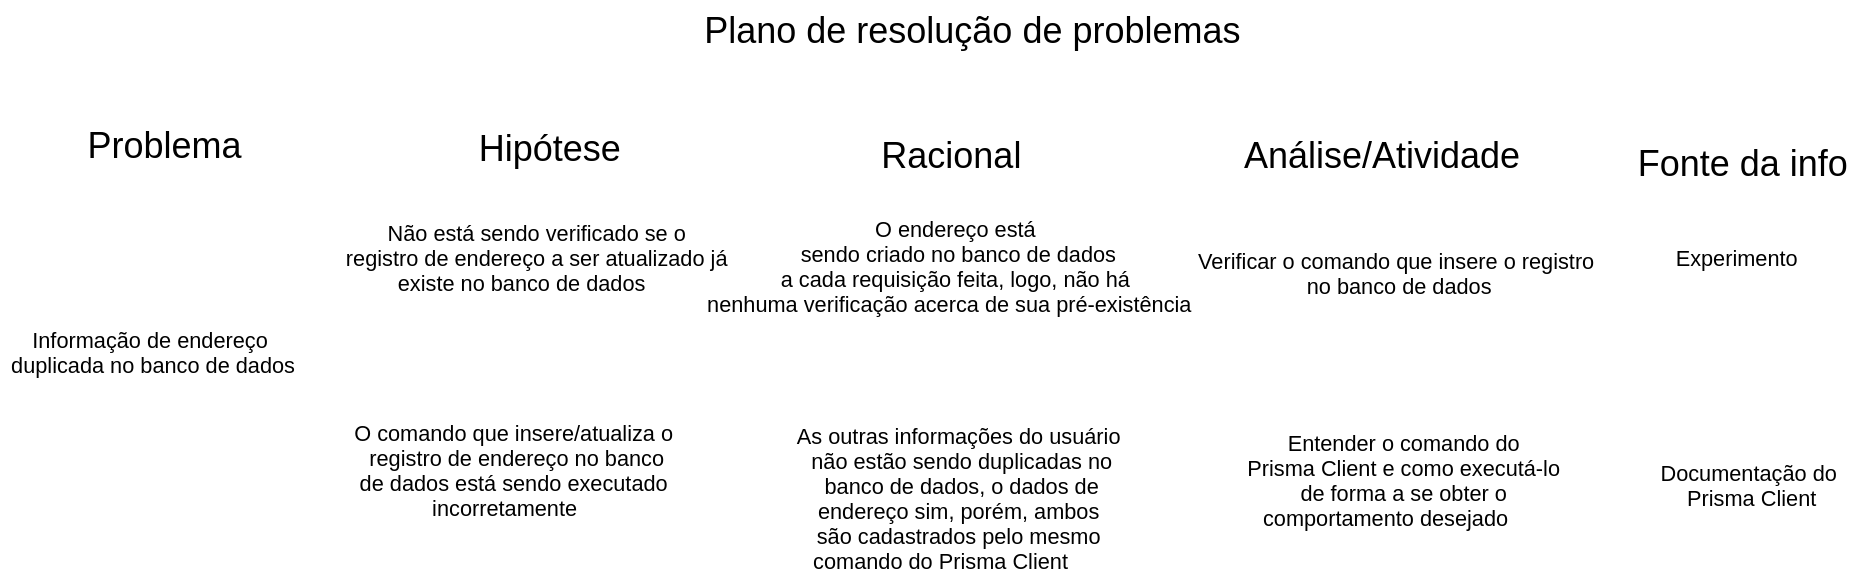 Plano de resolução de problemas
Problema
Hipótese
Racional
Análise/Atividade
Fonte da info
Informação de endereço
duplicada no banco de dados
Não está sendo verificado se o
registro de endereço a ser atualizado já
existe no banco de dados
O endereço está
sendo criado no banco de dados
a cada requisição feita, logo, não há
nenhuma verificação acerca de sua pré-existência
Verificar o comando que insere o registro
no banco de dados
Experimento
O comando que insere/atualiza o
registro de endereço no banco
de dados está sendo executado
incorretamente
As outras informações do usuário
não estão sendo duplicadas no
banco de dados, o dados de
endereço sim, porém, ambos
são cadastrados pelo mesmo
comando do Prisma Client
Entender o comando do
Prisma Client e como executá-lo
de forma a se obter o
comportamento desejado
Documentação do
Prisma Client